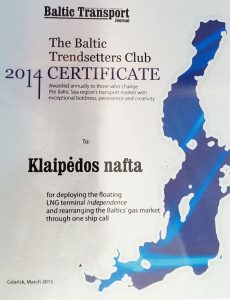 Baltic Transport
Journal
The Baltic
Trendsetters Club
2014 CERTIFICATE
Awarded annually to those who change
the Baltic Sea region's transport market with
exceptional boldness, persistence and creativity
To:
Klaipėdos nafta
for deploying the floating
LNG terminal Independence
and rearranging the Baltics' gas market
through one ship call
Gdańsk, March 2015